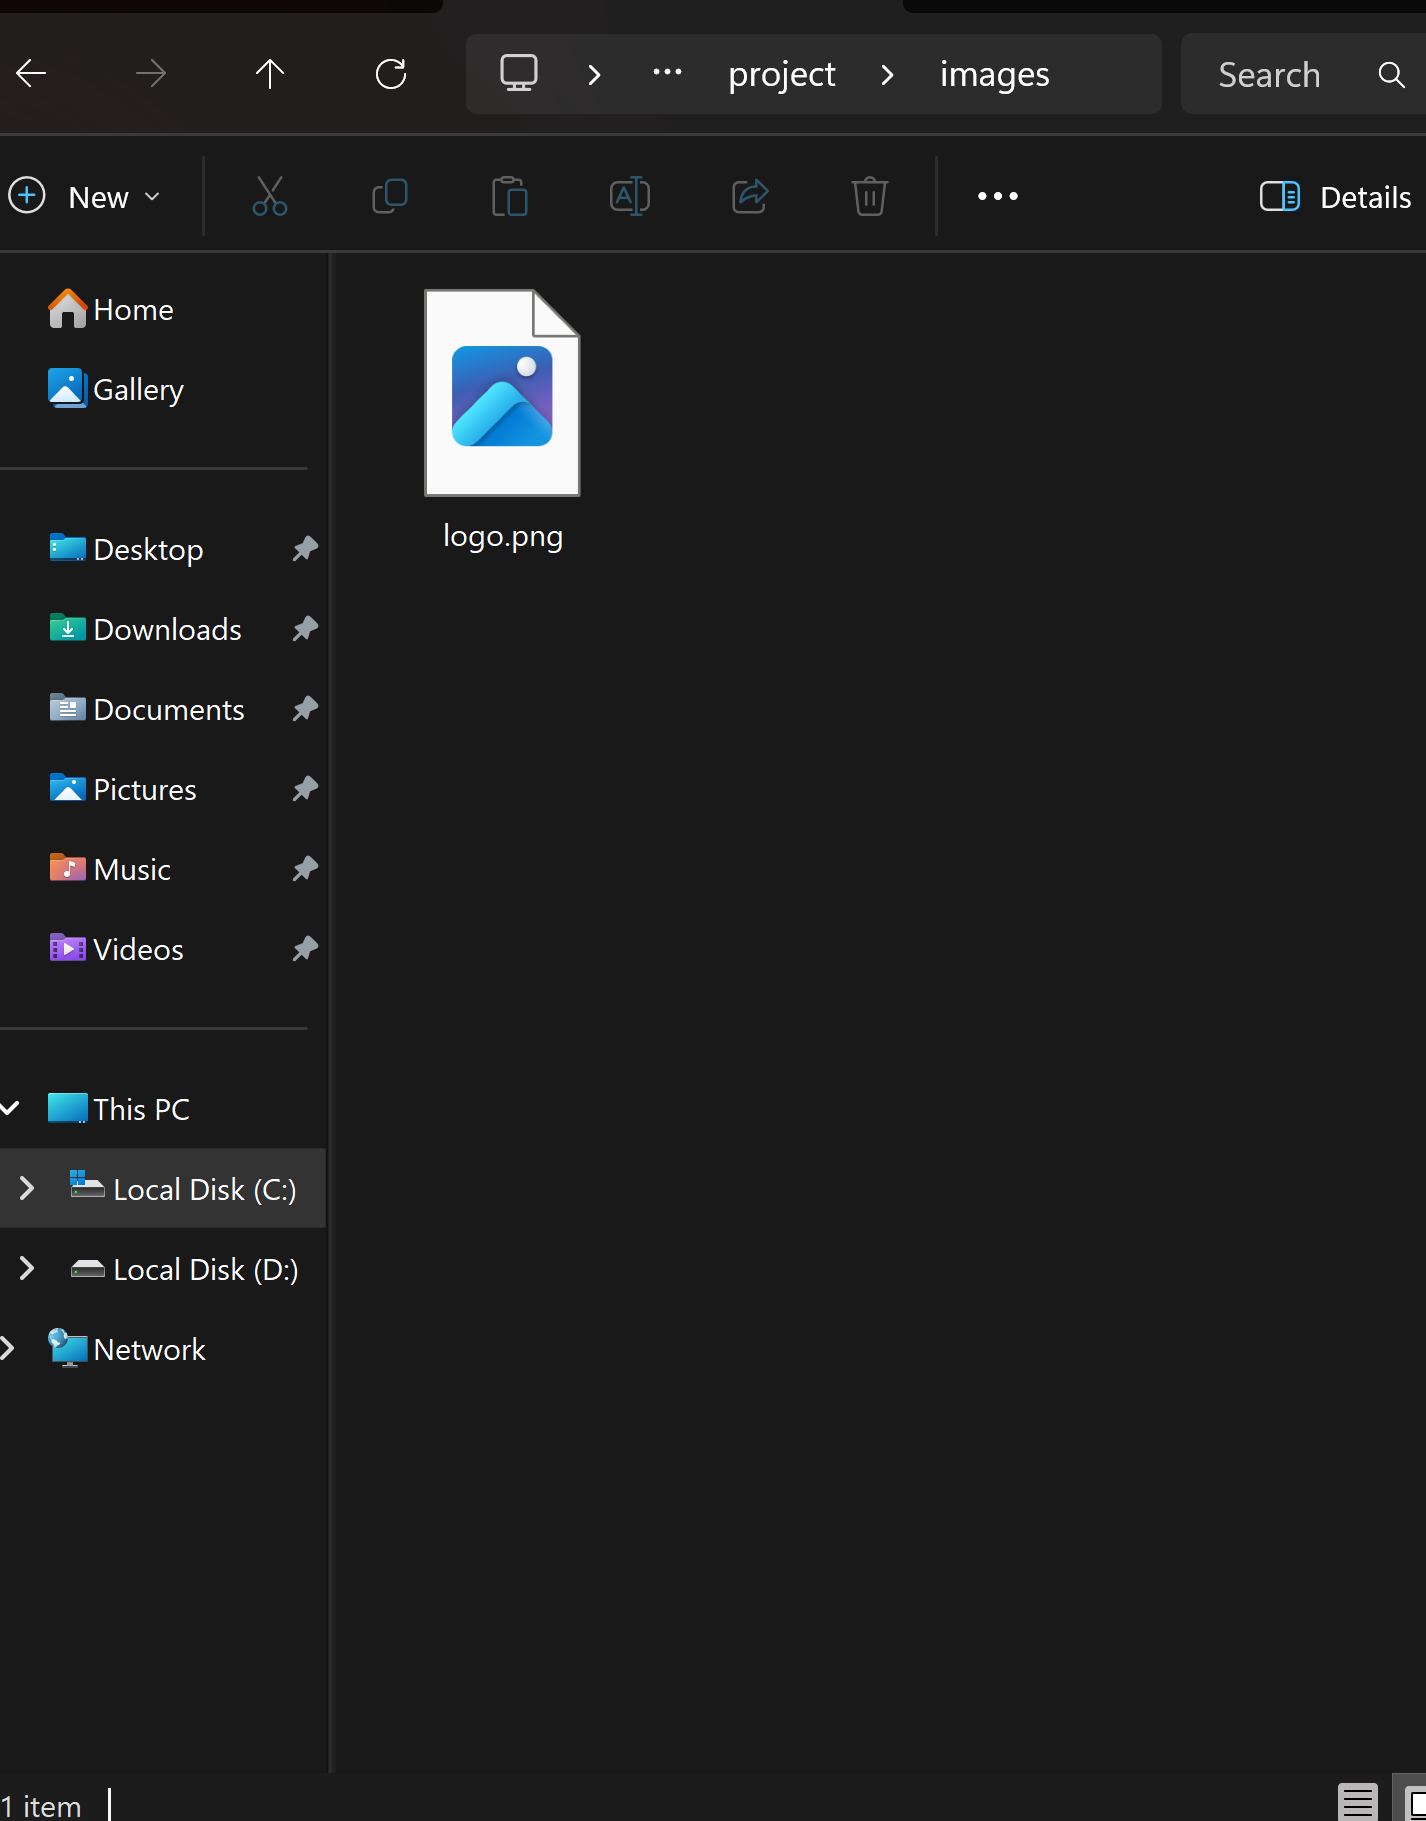 project
images
Search
New
Details
Home
Gallery
logo.png
Desktop
Downloads
Documents
Pictures
Music
Videos
This PC
Local Disk (C:)
Local Disk (D:)
Network
1 item